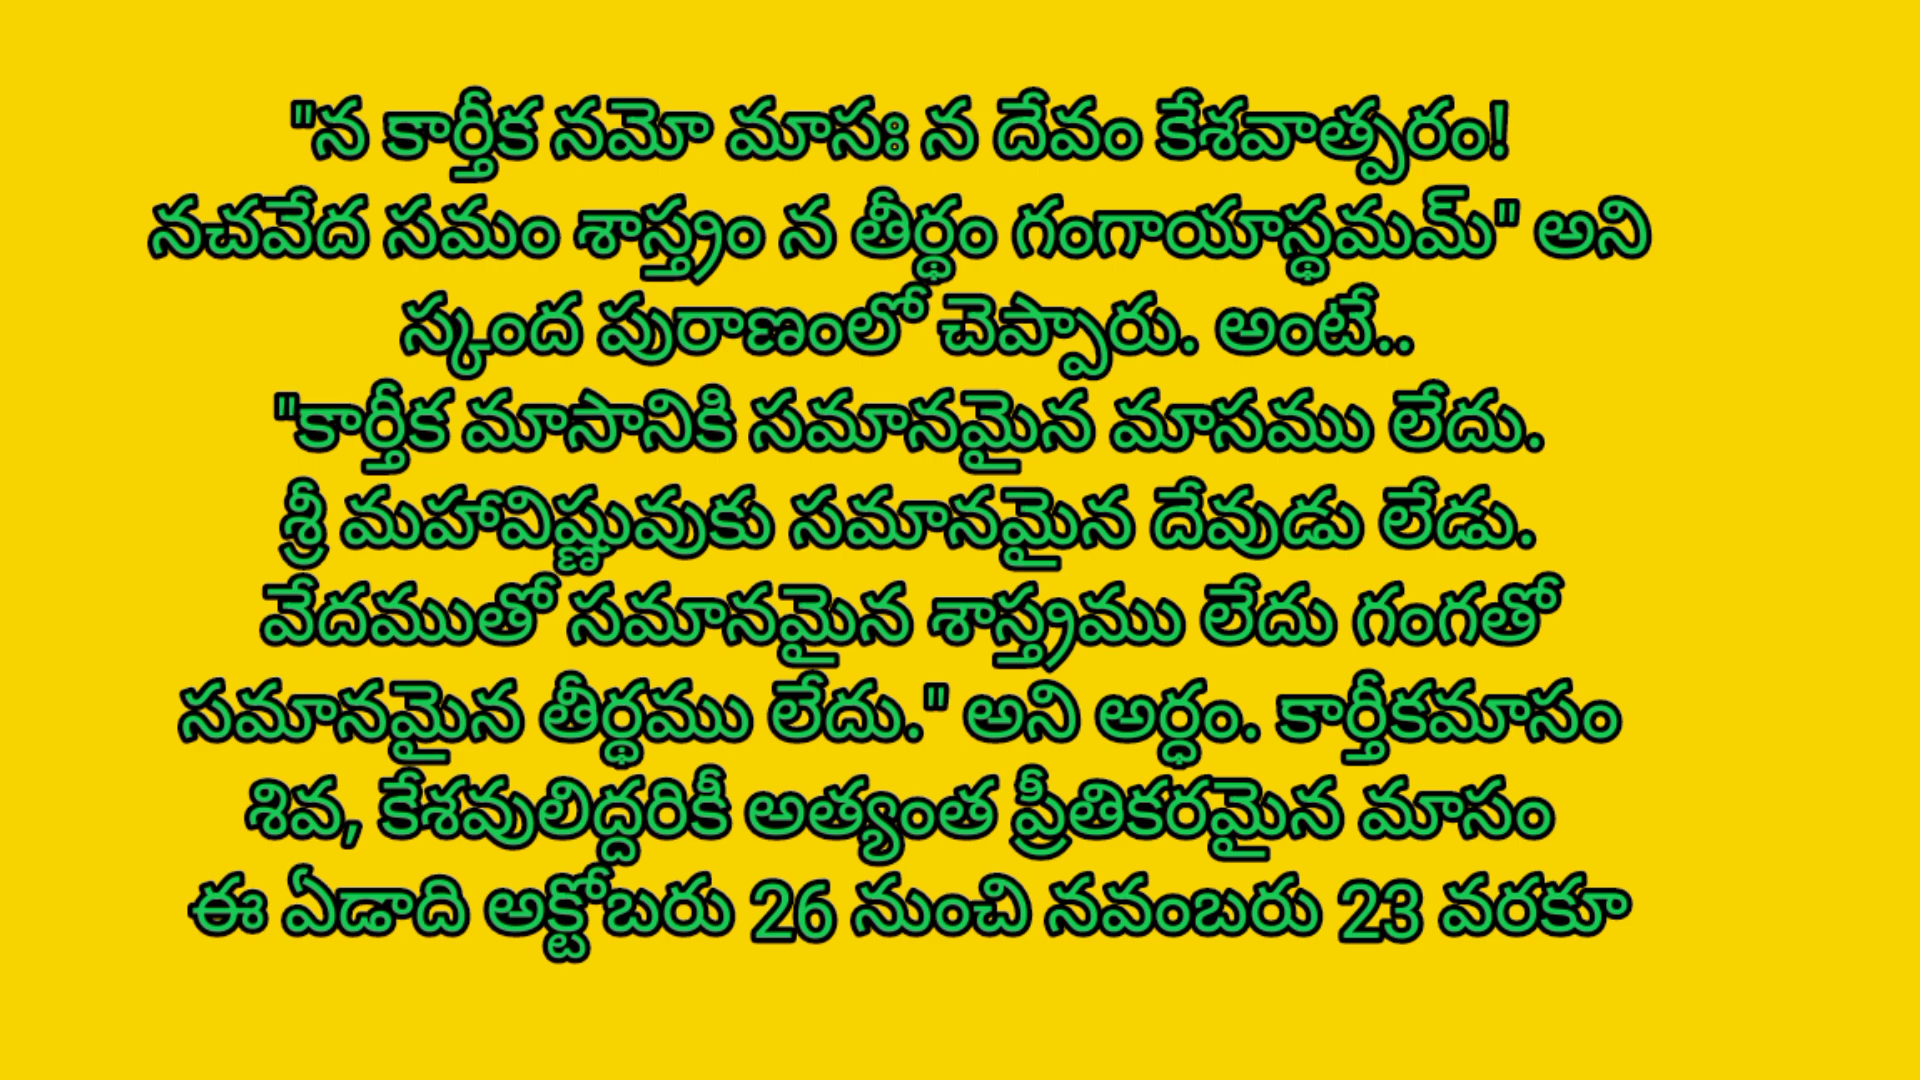 "న కార్తీక నమో మాసః న దేవం కేశవాత్పరం!
నచవేద సమం శాస్త్రం న తీర్థం గంగాయాస్థమమ్" అని
స్కంద పురాణంలో చెప్పారు. అంటే..
"కార్తీక మాసానికి సమానమైన మాసము లేదు.
శ్రీ మహావిష్ణువుకు సమానమైన దేవుడు లేడు.
వేదముతో సమానమైన శాస్త్రము లేదు గంగతో
సమానమైన తీర్థము లేదు." అని అర్ధం. కార్తీకమాసం
శివ, కేశవులిద్దరికీ అత్యంత ప్రీతికరమైన మాసం
ఈ ఏడాది అక్టోబరు 26 నుంచి నవంబరు 23 వరకూ